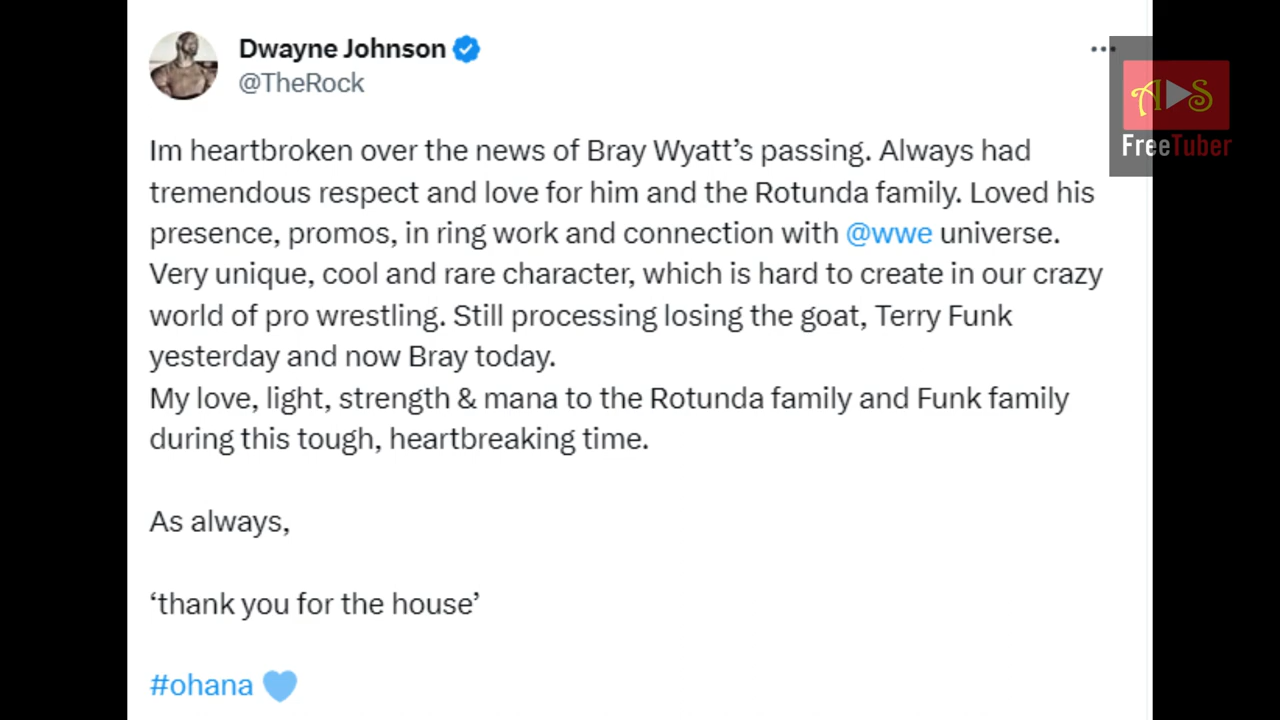 Dwayne Johnson
@TheRock
A S
FreeTuber
Im heartbroken over the news of Bray Wyatt’s passing. Always had
tremendous respect and love for him and the Rotunda family. Loved his
presence, promos, in ring work and connection with @wwe universe.
Very unique, cool and rare character, which is hard to create in our crazy
world of pro wrestling. Still processing losing the goat, Terry Funk
yesterday and now Bray today.
My love, light, strength & mana to the Rotunda family and Funk family
during this tough, heartbreaking time.
As always,
‘thank you for the house’
#ohana 💙